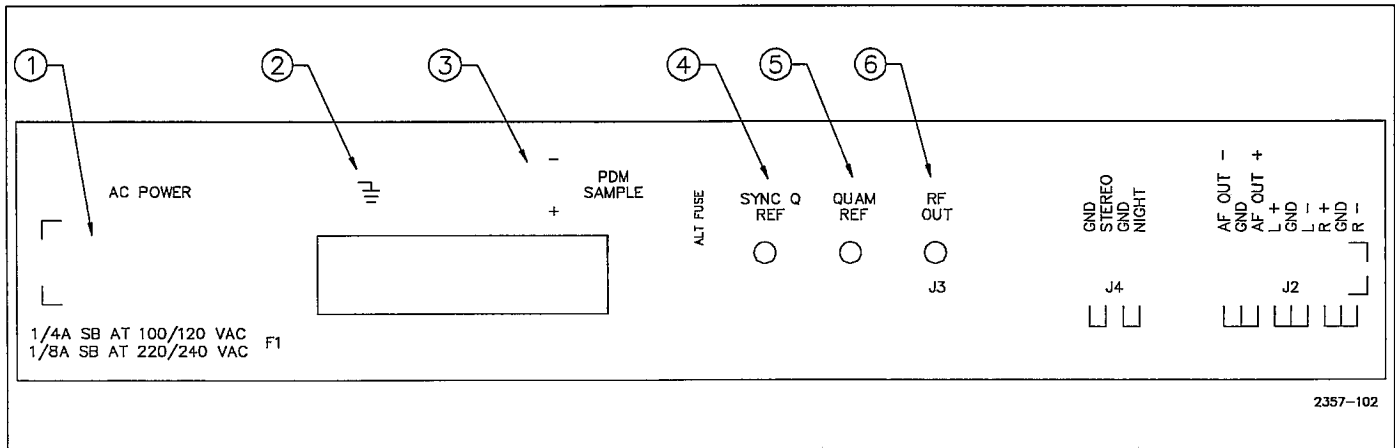 1 2 3 4 5 6
AC POWER
−
+
PDM
SAMPLE
ALT FUSE
SYNC Q
REF
QUAM
REF
RF
OUT
J3
GND
STEREO
GND
NIGHT
J4
AF OUT −
GND
AF OUT +
L +
GND
L −
R +
GND
R −
J2
1/4A SB AT 100/120 VAC
1/8A SB AT 220/240 VAC
F1
2357-102